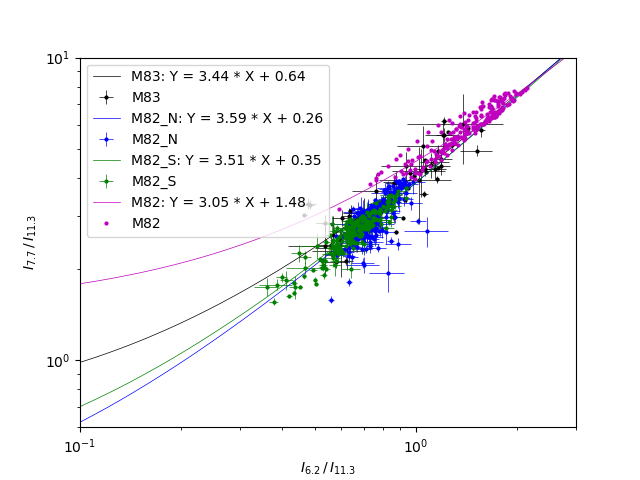 10¹
M83: Y = 3.44 * X + 0.64
M83
M82_N: Y = 3.59 * X + 0.26
M82_N
M82_S: Y = 3.51 * X + 0.35
M82_S
M82: Y = 3.05 * X + 1.48
M82
I₇.₇ / I₁₁.₃
10⁰
10⁻¹
10⁰
I₆.₂ / I₁₁.₃